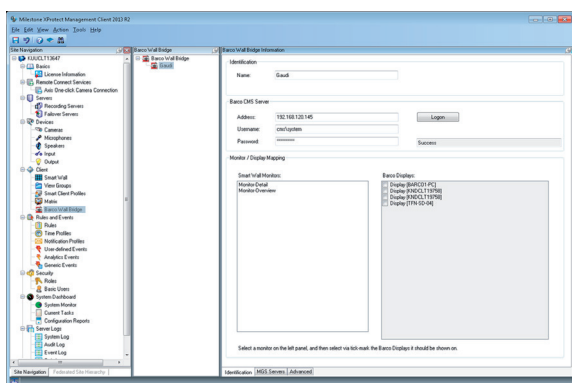 Milestone XProtect Management Client 2013 R2
File Edit View Action Tools Help
Site Navigation
KUUCLT13647
Basics
License Information
Remote Connect Services
Axis One-click Camera Connection
Servers
Recording Servers
Failover Servers
Devices
Cameras
Microphones
Speakers
Input
Output
Client
Smart Wall
View Groups
Smart Client Profiles
Matrix
Barco Wall Bridge
Rules and Events
Rules
Time Profiles
Notification Profiles
User-defined Events
Analytics Events
Generic Events
Security
Roles
Basic Users
System Dashboard
System Monitor
Current Tasks
Configuration Reports
Server Logs
System Log
Audit Log
Event Log
Site Navigation Federated Site Hierarchy
Barco Wall Bridge
Barco Wall Bridge
Gaudi
Barco Wall Bridge Information
Identification
Name: Gaudi
Barco CMS Server
Address: 192.168.120.145 Logon
Username: cms\system
Password: Success
Monitor / Display Mapping
Smart Wall Monitors:
Monitor-Detail
Monitor-Overview
Barco Displays:
Display [BARCO1-PC]
Display [KNDCLT19758]
Display [KNDCLT19758]
Display [TFN-SD-04]
Select a monitor on the left panel, and then select via tick-mark the Barco Displays it should be shown on.
Identification MGS Servers Advanced